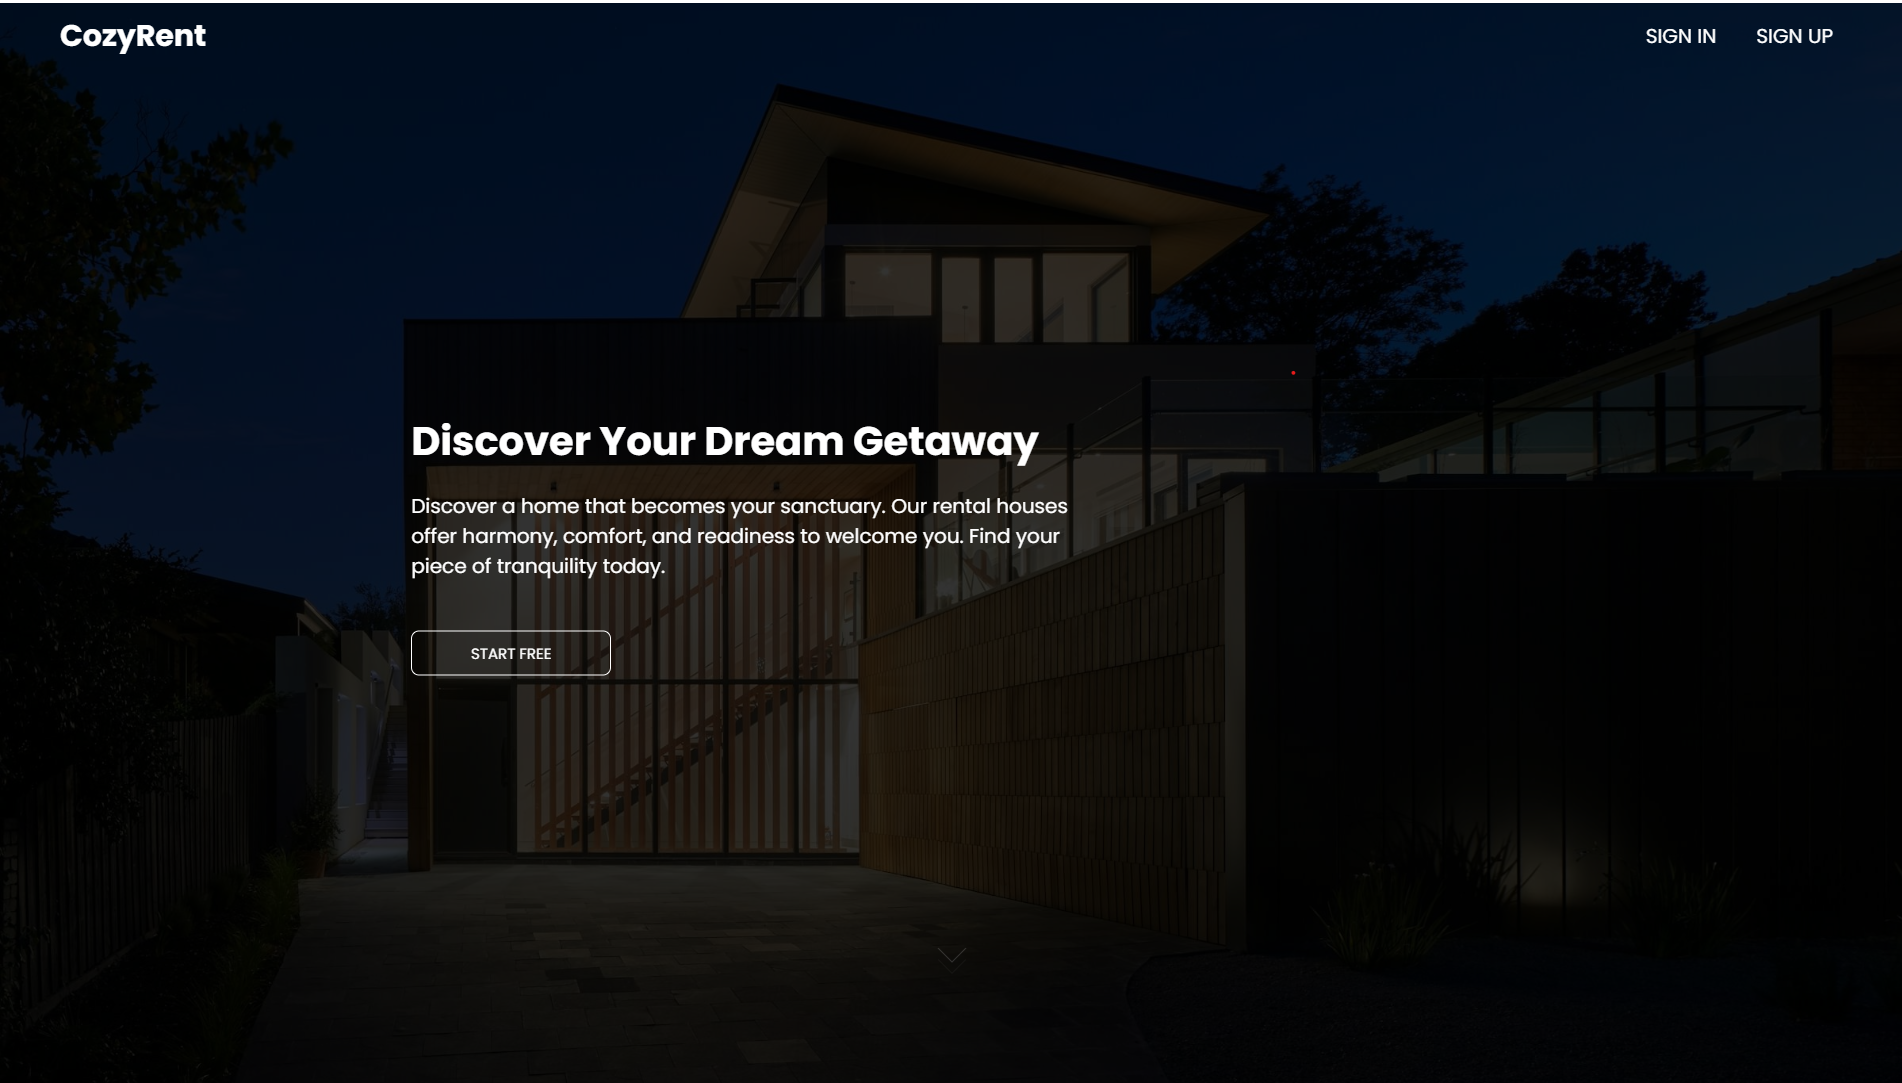 CozyRent
SIGN IN
SIGN UP
Discover Your Dream Getaway
Discover a home that becomes your sanctuary. Our rental houses
offer harmony, comfort, and readiness to welcome you. Find your
piece of tranquility today.
START FREE